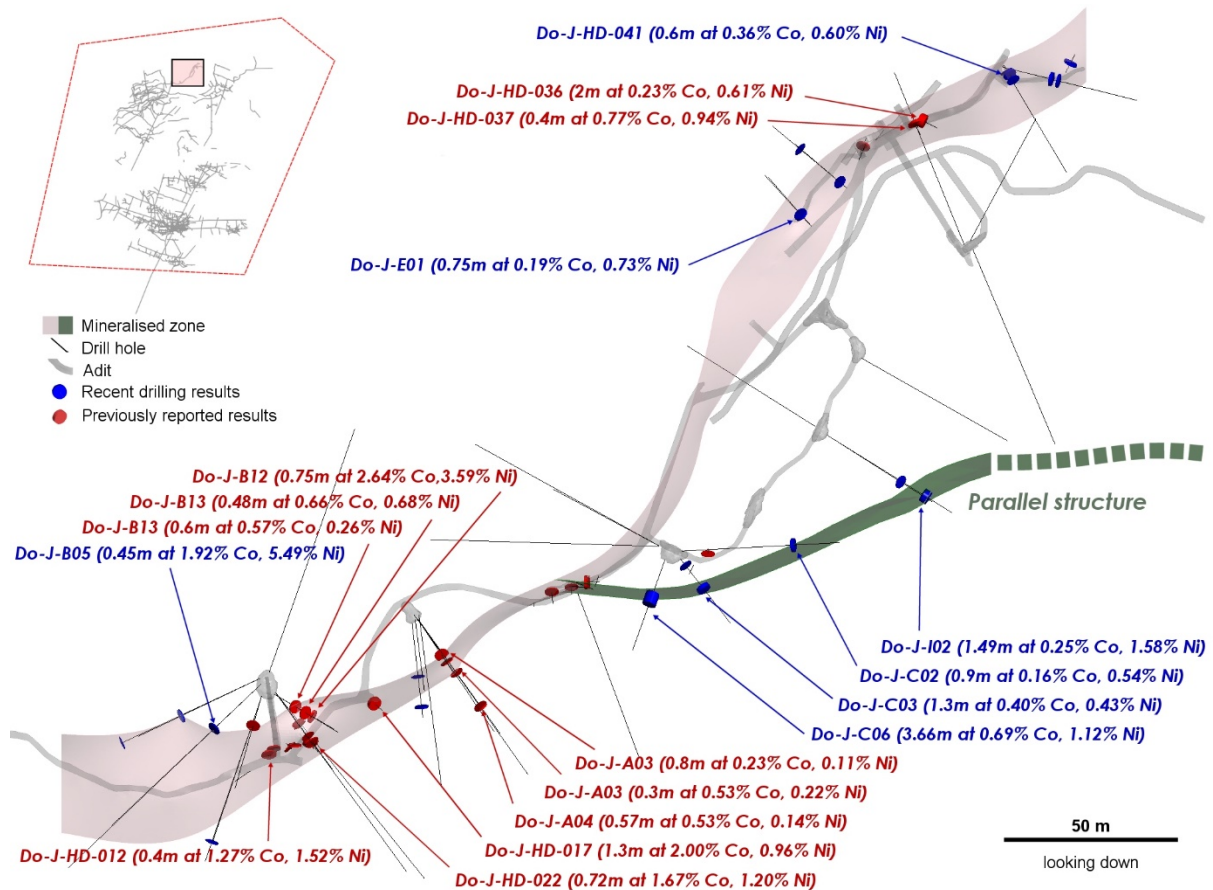 Do-J-HD-041 (0.6m at 0.36% Co, 0.60% Ni)
Do-J-HD-036 (2m at 0.23% Co, 0.61% Ni)
Do-J-HD-037 (0.4m at 0.77% Co, 0.94% Ni)
Do-J-E01 (0.75m at 0.19% Co, 0.73% Ni)
Mineralised zone
Drill hole
Adit
Recent drilling results
Previously reported results
Do-J-B12 (0.75m at 2.64% Co,3.59% Ni)
Do-J-B13 (0.48m at 0.66% Co, 0.68% Ni)
Do-J-B13 (0.6m at 0.57% Co, 0.26% Ni)
Do-J-B05 (0.45m at 1.92% Co, 5.49% Ni)
Parallel structure
Do-J-I02 (1.49m at 0.25% Co, 1.58% Ni)
Do-J-C02 (0.9m at 0.16% Co, 0.54% Ni)
Do-J-C03 (1.3m at 0.40% Co, 0.43% Ni)
Do-J-C06 (3.66m at 0.69% Co, 1.12% Ni)
Do-J-A03 (0.8m at 0.23% Co, 0.11% Ni)
Do-J-A03 (0.3m at 0.53% Co, 0.22% Ni)
Do-J-A04 (0.57m at 0.53% Co, 0.14% Ni)
Do-J-HD-017 (1.3m at 2.00% Co, 0.96% Ni)
Do-J-HD-012 (0.4m at 1.27% Co, 1.52% Ni)
Do-J-HD-022 (0.72m at 1.67% Co, 1.20% Ni)
50 m
looking down